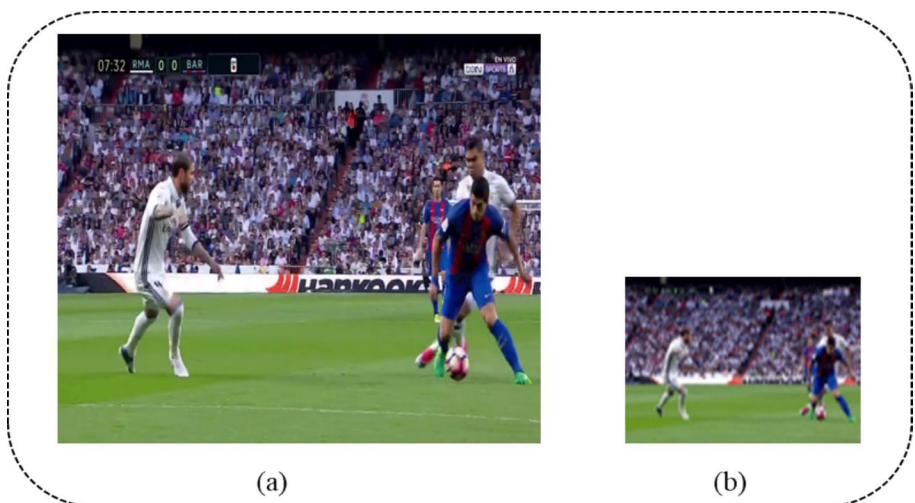 07:32 RMA 0 0 BAR
EN VIVO
beIN SPORTS
HANKOOK
(a)
(b)